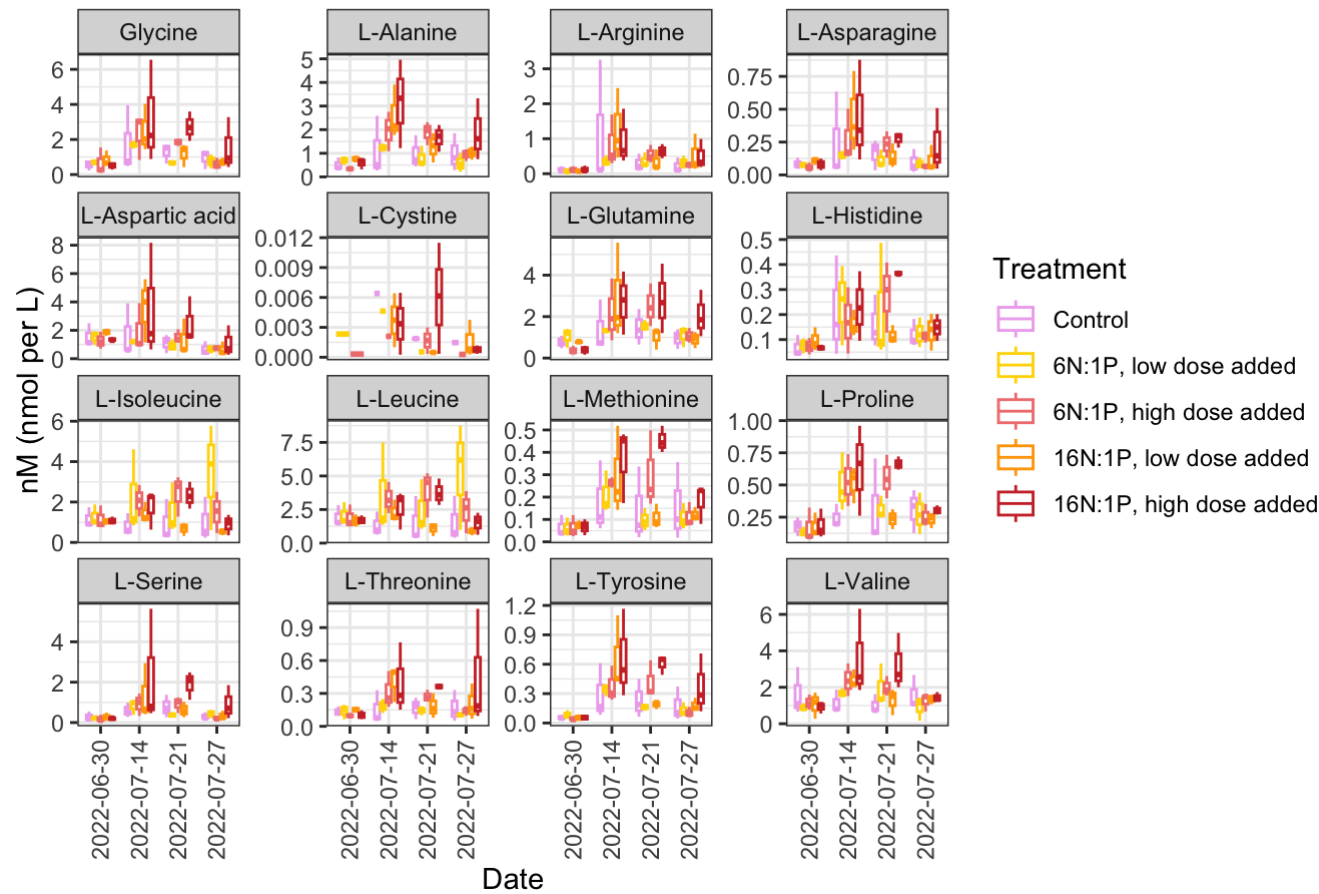 Glycine L-Alanine L-Arginine L-Asparagine
6 5 3 0.75
4 4 2 0.50
2 3 1 0.25
0 2 0 0.00
1
0
L-Aspartic acid L-Cystine L-Glutamine L-Histidine
8 0.012 4 0.5
6 0.009 2 0.4
4 0.006 0 0.3
2 0.003 0.2
0 0.000 0.1
L-Isoleucine L-Leucine L-Methionine L-Proline
6 7.5 0.5 1.00
4 5.0 0.4 0.75
2 2.5 0.3 0.50
0 0.0 0.2 0.25
0.1
0.0
L-Serine L-Threonine L-Tyrosine L-Valine
4 0.9 1.2 6
2 0.6 0.9 4
0 0.3 0.6 2
0.0 0.3 0
0.0
2022-06-30 2022-07-14 2022-07-21 2022-07-27 2022-06-30 2022-07-14 2022-07-21 2022-07-27 2022-06-30 2022-07-14 2022-07-21 2022-07-27 2022-06-30 2022-07-14 2022-07-21 2022-07-27
Date
nM (nmol per L)
Treatment
Control
6N:1P, low dose added
6N:1P, high dose added
16N:1P, low dose added
16N:1P, high dose added